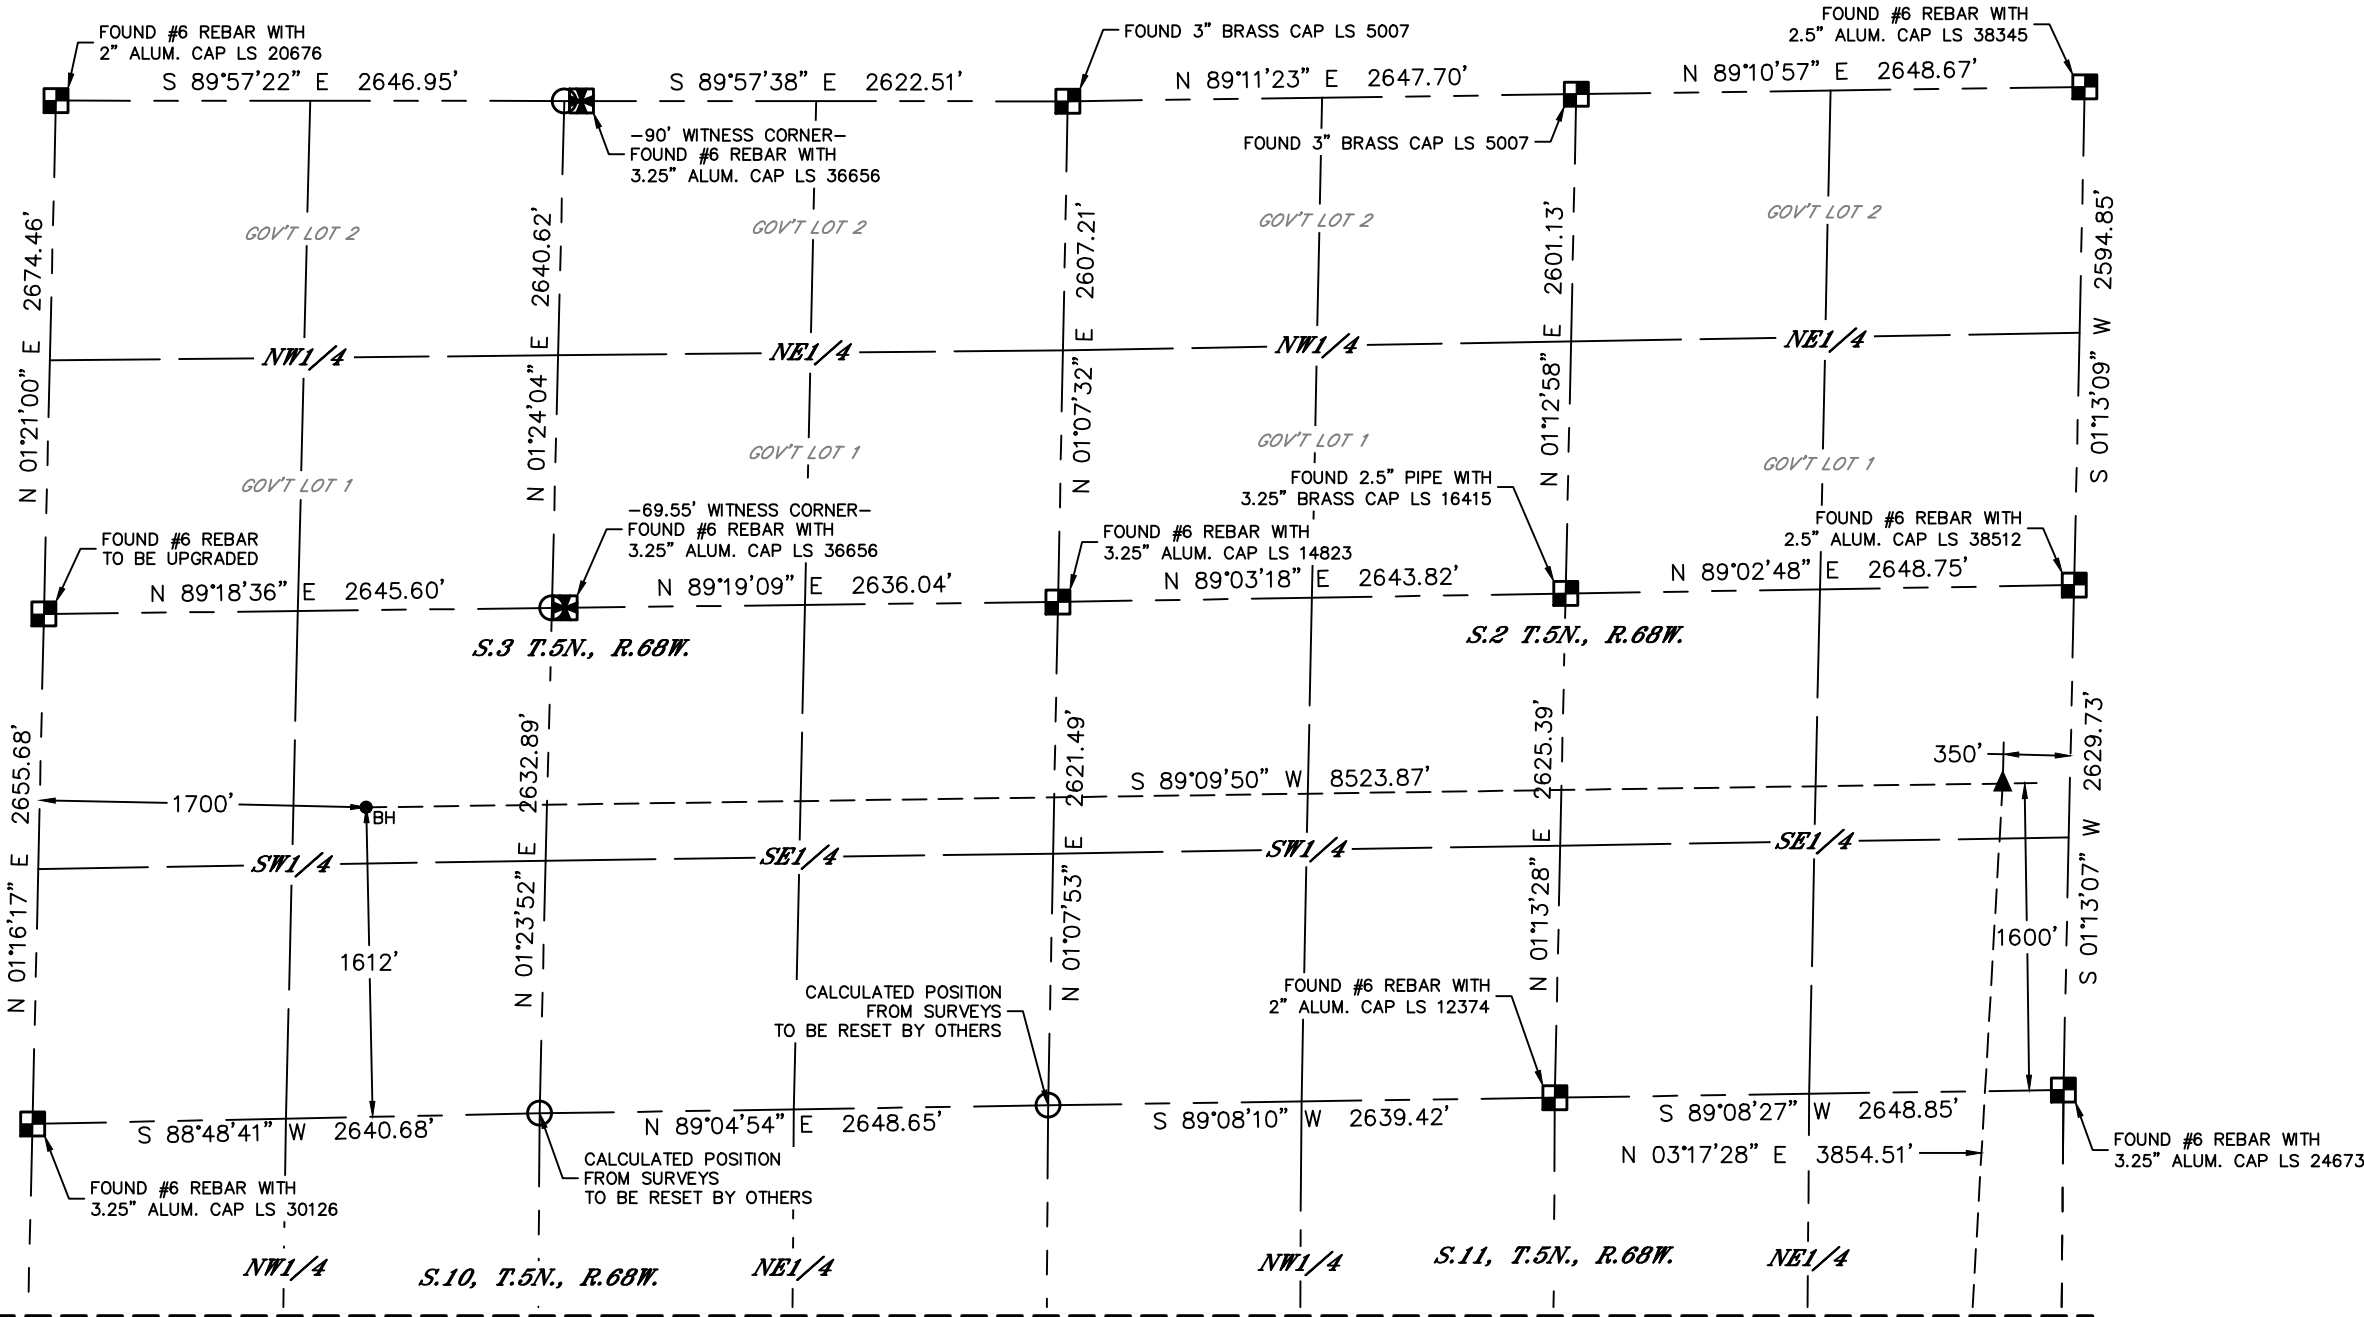 FOUND #6 REBAR WITH
2" ALUM. CAP LS 20676
FOUND 3" BRASS CAP LS 5007
FOUND #6 REBAR WITH
2.5" ALUM. CAP LS 38345
S 89°57'22" E 2646.95'
S 89°57'38" E 2622.51'
N 89°11'23" E 2647.70'
N 89°10'57" E 2648.67'
-90' WITNESS CORNER-
FOUND #6 REBAR WITH
3.25" ALUM. CAP LS 36656
FOUND 3" BRASS CAP LS 5007
GOV'T LOT 2
GOV'T LOT 2
GOV'T LOT 2
GOV'T LOT 2
N 01°21'00" E 2674.46'
N 01°24'04" E 2640.62'
N 01°07'32" E 2607.21'
N 01°12'58" E 2601.13'
S 01°13'09" W 2594.85'
NW1/4
NE1/4
NW1/4
NE1/4
GOV'T LOT 1
GOV'T LOT 1
GOV'T LOT 1
GOV'T LOT 1
FOUND #6 REBAR
TO BE UPGRADED
-69.55' WITNESS CORNER-
FOUND #6 REBAR WITH
3.25" ALUM. CAP LS 36656
FOUND #6 REBAR WITH
3.25" ALUM. CAP LS 14823
FOUND 2.5" PIPE WITH
3.25" BRASS CAP LS 16415
FOUND #6 REBAR WITH
2.5" ALUM. CAP LS 38512
N 89°18'36" E 2645.60'
N 89°19'09" E 2636.04'
N 89°03'18" E 2643.82'
N 89°02'48" E 2648.75'
S.3 T.5N., R.68W.
S.2 T.5N., R.68W.
N 01°16'17" E 2655.68'
N 01°23'52" E 2632.89'
N 01°07'53" E 2621.49'
N 01°13'28" E 2625.39'
S 01°13'07" W 2629.73'
350'
S 89°09'50" W 8523.87'
1700'
BH
SW1/4
SE1/4
SW1/4
SE1/4
1612'
1600'
CALCULATED POSITION
FROM SURVEYS
TO BE RESET BY OTHERS
FOUND #6 REBAR WITH
2" ALUM. CAP LS 12374
S 88°48'41" W 2640.68'
N 89°04'54" E 2648.65'
S 89°08'10" W 2639.42'
S 89°08'27" W 2648.85'
N 03°17'28" E 3854.51'
FOUND #6 REBAR WITH
3.25" ALUM. CAP LS 24673
CALCULATED POSITION
FROM SURVEYS
TO BE RESET BY OTHERS
FOUND #6 REBAR WITH
3.25" ALUM. CAP LS 30126
NW1/4
S.10, T.5N., R.68W.
NE1/4
NW1/4
S.11, T.5N., R.68W.
NE1/4